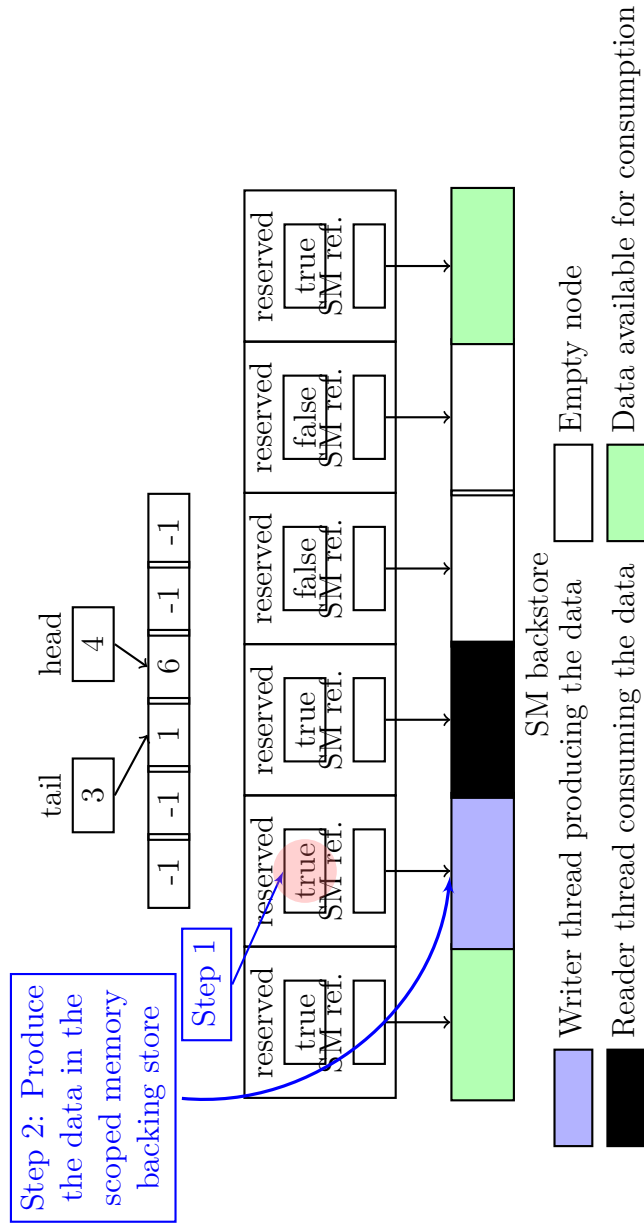 Step 2: Produce
the data in the
scoped memory
backing store
tail head
3 4
-1 -1 1 6 -1 -1
Step 1
reserved reserved reserved reserved reserved reserved
true true true false false true
SM ref. SM ref. SM ref. SM ref. SM ref. SM ref.
SM backstore
Writer thread producing the data Empty node
Reader thread consuming the data Data available for consumption